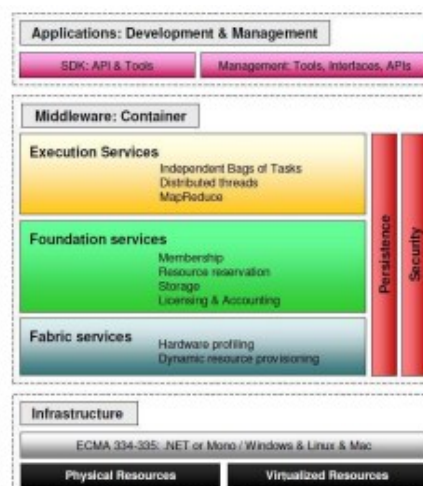 Applications: Development & Management
SDK: API & Tools
Management: Tools, Interfaces, APIs
Middleware: Container
Execution Services
Independent Bags of Tasks
Distributed threads
MapReduce
Foundation services
Membership
Resource reservation
Storage
Licensing & Accounting
Fabric services
Hardware profiling
Dynamic resource provisioning
Persistence
Security
Infrastructure
ECMA 334-335: .NET or Mono / Windows & Linux & Mac
Physical Resources
Virtualized Resources